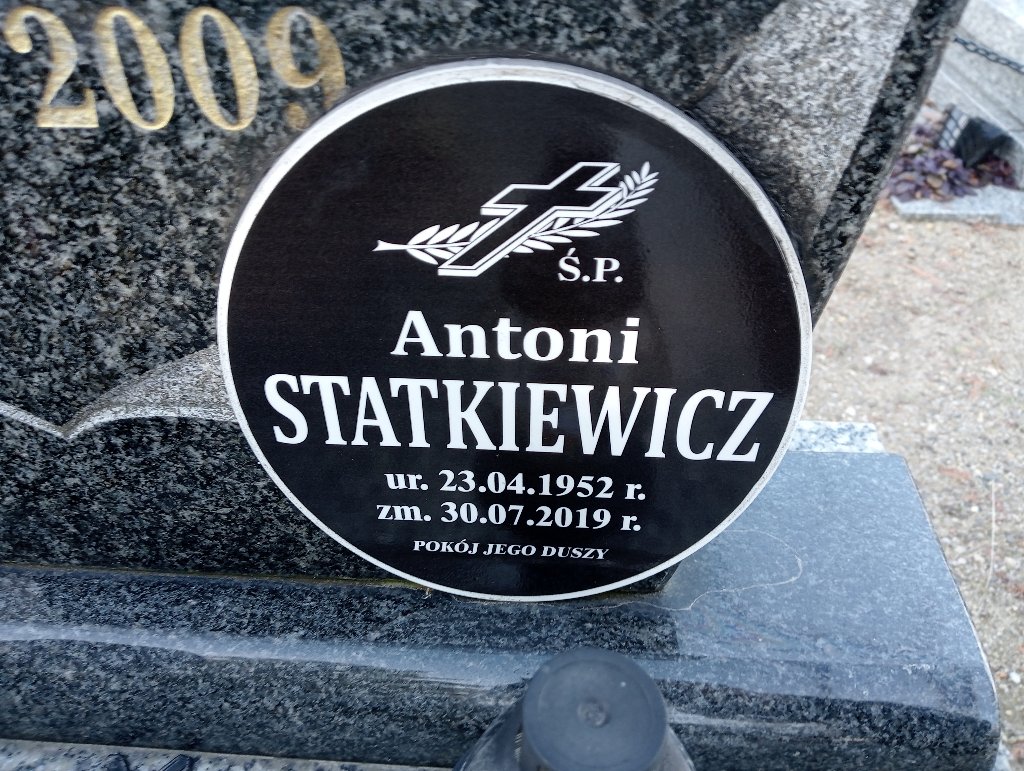 2009
Ś.P.
Antoni
STATKIEWICZ
ur. 23.04.1952 r.
zm. 30.07.2019 r.
POKÓJ JEGO DUSZY